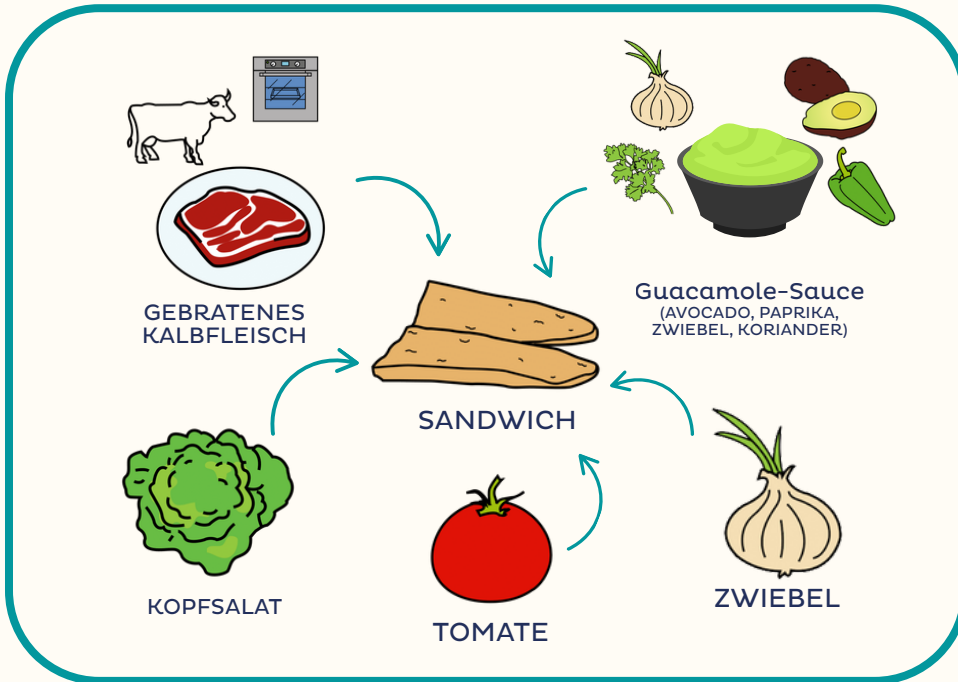 GEBRATENES
KALBFLEISCH
Guacamole-Sauce
(AVOCADO, PAPRIKA,
ZWIEBEL, KORIANDER)
SANDWICH
KOPFSALAT
TOMATE
ZWIEBEL